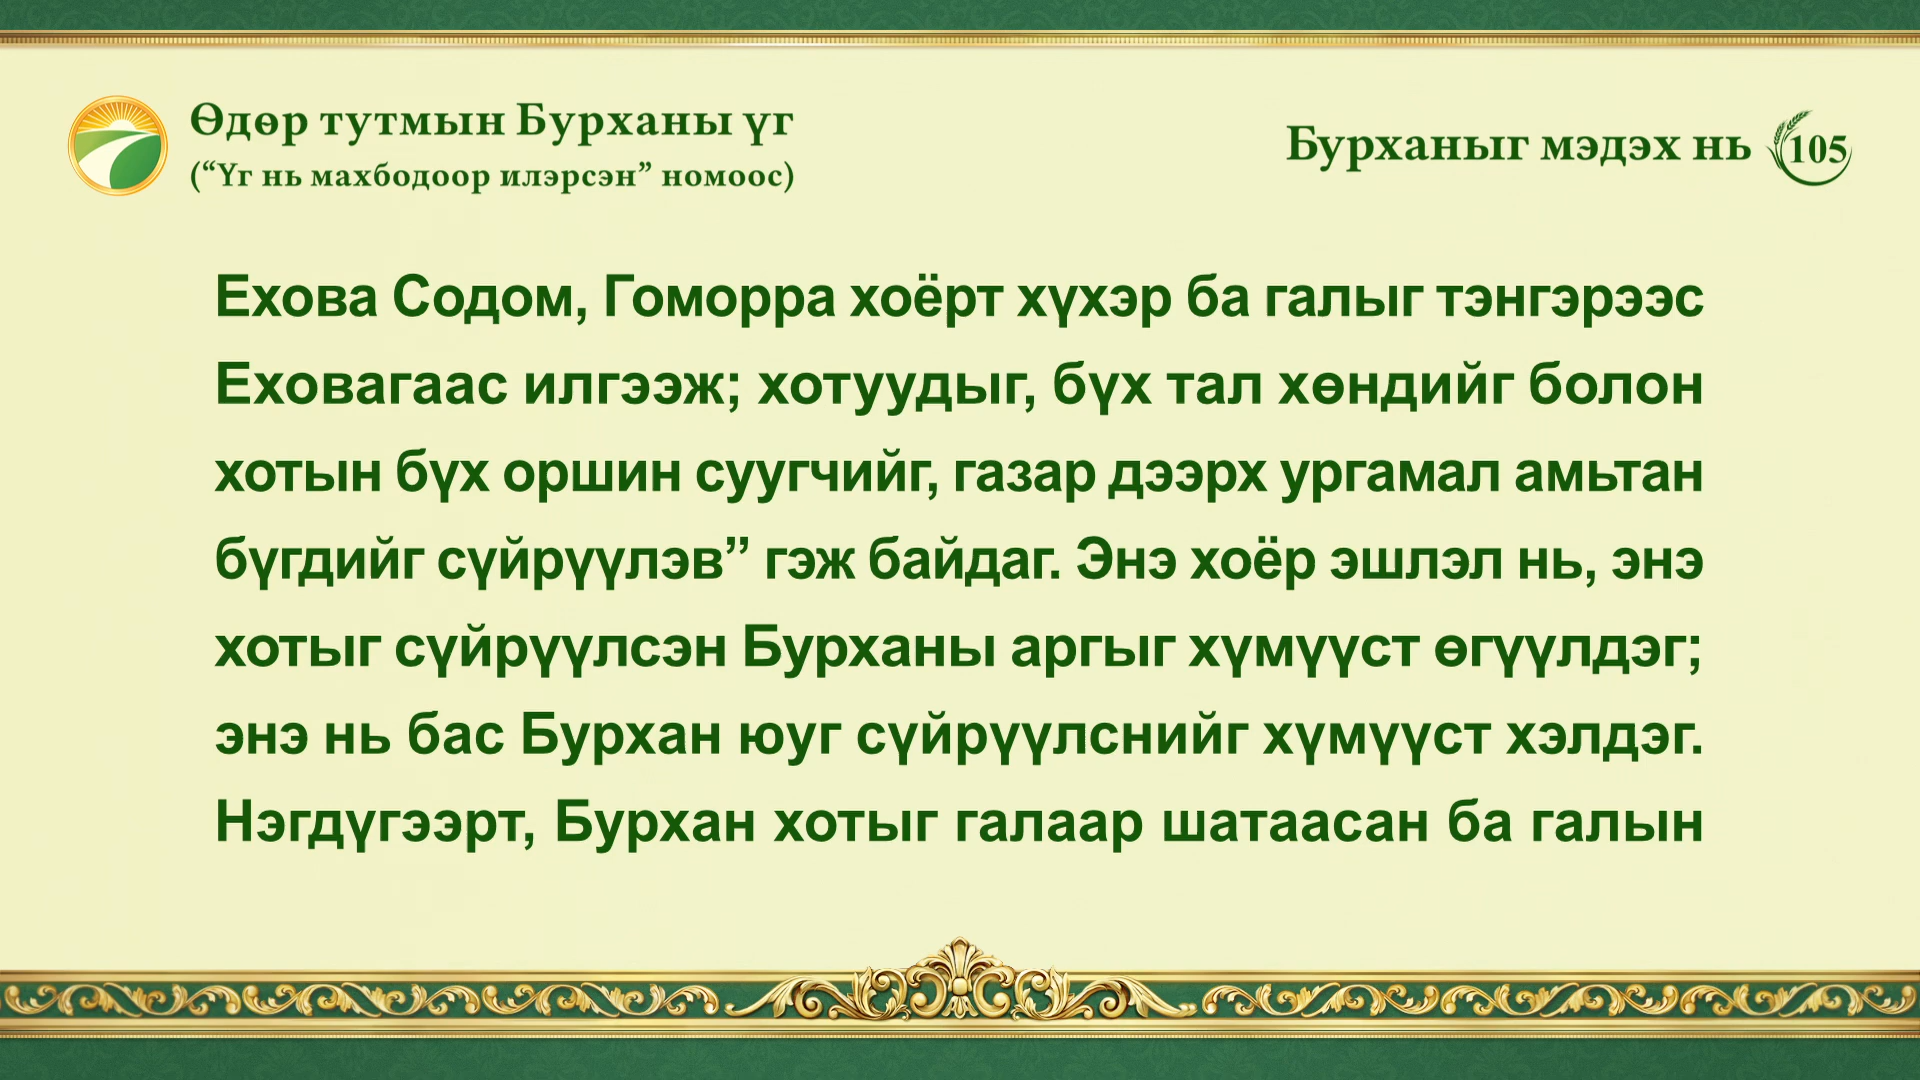 Өдөр тутмын Бурханы үг
(“Үг нь махбодоор илэрсэн” номоос)
Бурханыг мэдэх нь 105
Ехова Содом, Гоморра хоёрт хүхэр ба галыг тэнгэрээс
Еховагаас илгээж; хотуудыг, бүх тал хөндийг болон
хотын бүх оршин суугчийг, газар дээрх ургамал амьтан
бүгдийг сүйрүүлэв” гэж байдаг. Энэ хоёр эшлэл нь, энэ
хотыг сүйрүүлсэн Бурханы аргыг хүмүүст өгүүлдэг;
энэ нь бас Бурхан юуг сүйрүүлснийг хүмүүст хэлдэг.
Нэгдүгээрт, Бурхан хотыг галаар шатаасан ба галын